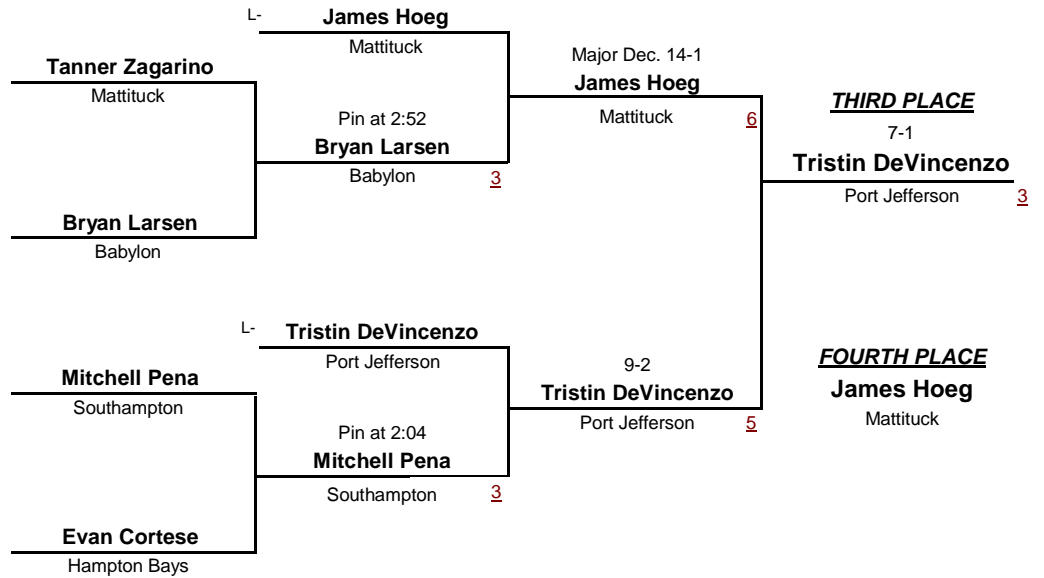 L-
James Hoeg
Mattituck
Major Dec. 14-1
Tanner Zagarino
James Hoeg
THIRD PLACE
Mattituck
Pin at 2:52
Mattituck
6
7-1
Bryan Larsen
Tristin DeVincenzo
Babylon
3
Port Jefferson
3
Bryan Larsen
Babylon
L-
Tristin DeVincenzo
Port Jefferson
9-2
FOURTH PLACE
Mitchell Pena
Tristin DeVincenzo
James Hoeg
Southampton
Port Jefferson
5
Mattituck
Pin at 2:04
Mitchell Pena
Southampton
3
Evan Cortese
Hampton Bays